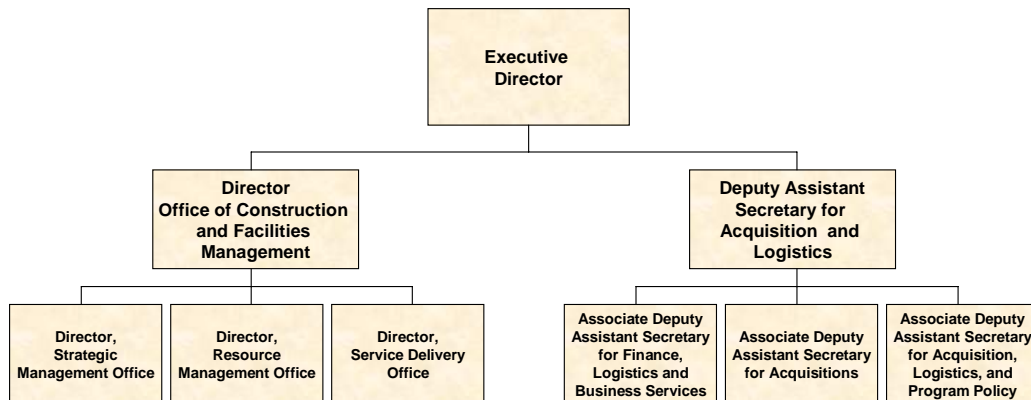 Executive
Director
Director
Office of Construction
and Facilities
Management
Deputy Assistant
Secretary for
Acquisition and
Logistics
Director,
Strategic
Management Office
Director,
Resource
Management Office
Director,
Service Delivery
Office
Associate Deputy
Assistant Secretary
for Finance,
Logistics and
Business Services
Associate Deputy
Assistant Secretary
for Acquisitions
Associate Deputy
Assistant Secretary
for Acquisition,
Logistics, and
Program Policy